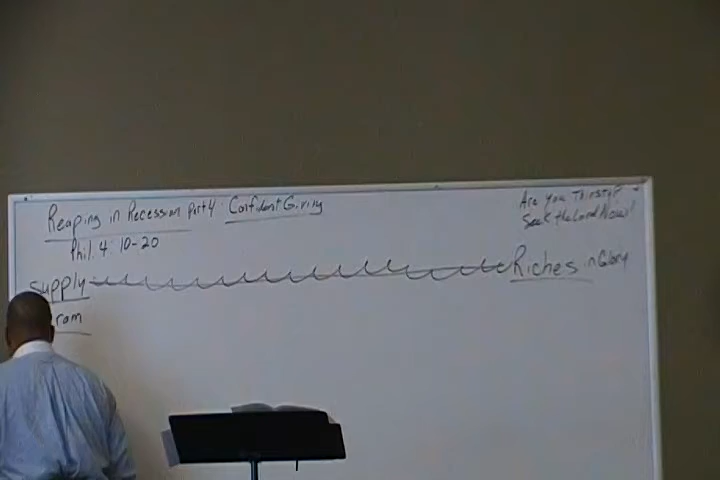 Reaping in Recession Part 4: Confident Giving
Are You Thirsty?
Seek the Lord Now!
Phil. 4:10-20
Supply
Riches in Glory
rom